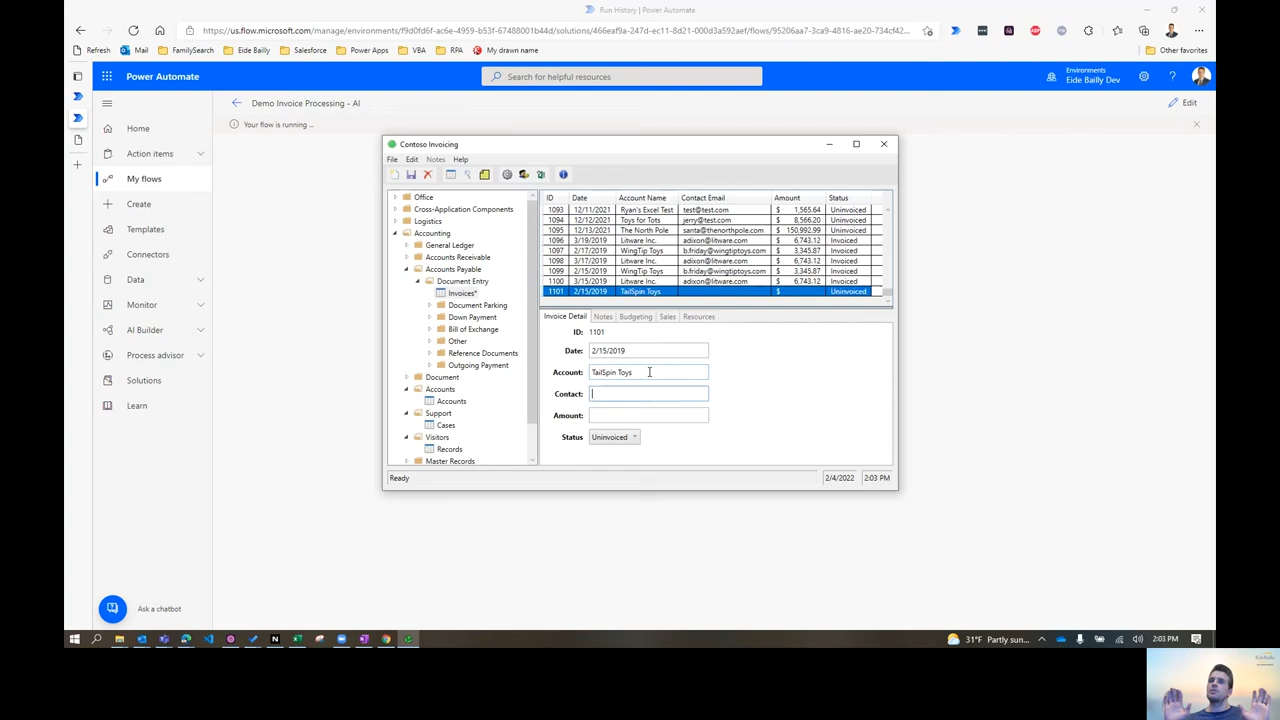 Run History | Power Automate
https://us.flow.microsoft.com/manage/environments/f9d0fd6f-ac6e-4959-b53f-67488001b44d/solutions/466eaf9a-247d-ec11-8d21-000d3a592aef/flows/95206aa7-3ca9-4816-ae20-734cf42...
Refresh Mail FamilySearch Eide Bailly Salesforce Power Apps VBA RPA My drawn name Other favorites
Power Automate
Search for helpful resources
Environments
Eide Bailly Dev
Demo Invoice Processing - AI
Edit
Your flow is running ...
Home
Action items
My flows
Create
Templates
Connectors
Data
Monitor
AI Builder
Process advisor
Solutions
Learn
Ask a chatbot
Contoso Invoicing
File Edit Notes Help
Office
Cross-Application Components
Logistics
Accounting
General Ledger
Accounts Receivable
Accounts Payable
Document Entry
Invoices*
Document Parking
Down Payment
Bill of Exchange
Other
Reference Documents
Outgoing Payment
Document
Accounts
Accounts
Support
Cases
Visitors
Records
Master Records
ID Date Account Name Contact Email Amount Status
1093 12/11/2021 Ryan's Excel Test test@test.com $ 1,565.64 Uninvoiced
1094 12/12/2021 Toys for Tots jerry@test.com $ 8,566.20 Uninvoiced
1095 12/13/2021 The North Pole santa@thenorthpole.com $ 150,992.99 Uninvoiced
1096 3/19/2019 Litware Inc. adixon@litware.com $ 6,743.12 Invoiced
1097 2/17/2019 WingTip Toys b.friday@wingtiptoys.com $ 3,345.87 Invoiced
1098 3/17/2019 Litware Inc. adixon@litware.com $ 6,743.12 Invoiced
1099 2/15/2019 WingTip Toys b.friday@wingtiptoys.com $ 3,345.87 Invoiced
1100 3/15/2019 Litware Inc. adixon@litware.com $ 6,743.12 Invoiced
1101 2/15/2019 TailSpin Toys $ Uninvoiced
Invoice Detail Notes Budgeting Sales Resources
ID: 1101
Date: 2/15/2019
Account: TailSpin Toys
Contact:
Amount:
Status Uninvoiced
Ready 2/4/2022 2:03 PM
31°F Partly sun... 2:03 PM
EideBailly